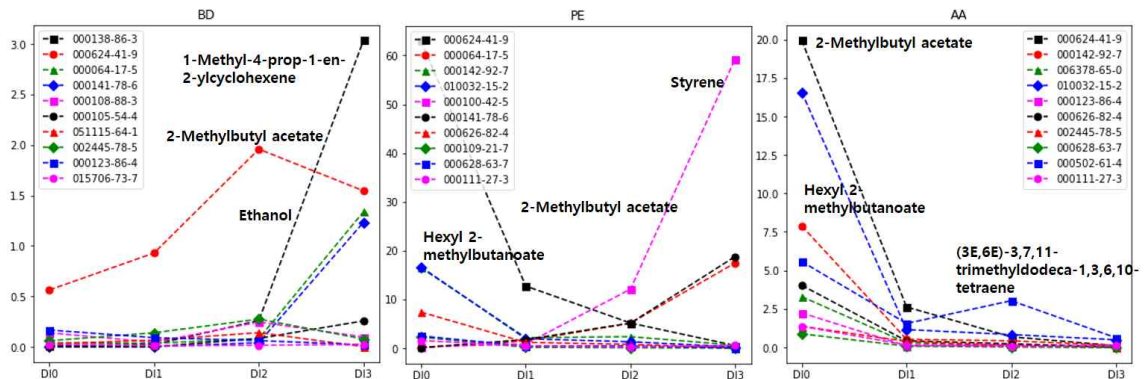 BD
3.0
2.5
2.0
1.5
1.0
0.5
0.0
000138-86-3
000624-41-9
000064-17-5
000141-78-6
000108-88-3
000105-54-4
051115-64-1
002445-78-5
000123-86-4
015706-73-7
1-Methyl-4-prop-1-en-
2-ylcyclohexene
2-Methylbutyl acetate
Ethanol
DI0 DI1 DI2 DI3
PE
60
50
40
30
20
10
0
000624-41-9
000064-17-5
000142-92-7
010032-15-2
000100-42-5
000141-78-6
000626-82-4
000109-21-7
000628-63-7
000111-27-3
Styrene
2-Methylbutyl acetate
Hexyl 2-
methylbutanoate
DI0 DI1 DI2 DI3
AA
20.0
17.5
15.0
12.5
10.0
7.5
5.0
2.5
0.0
2-Methylbutyl acetate
000624-41-9
000142-92-7
006378-65-0
010032-15-2
000123-86-4
000626-82-4
002445-78-5
000628-63-7
000502-61-4
000111-27-3
Hexyl 2-
methylbutanoate
(3E,6E)-3,7,11-
trimethyldodeca-1,3,6,10-
tetraene
DI0 DI1 DI2 DI3